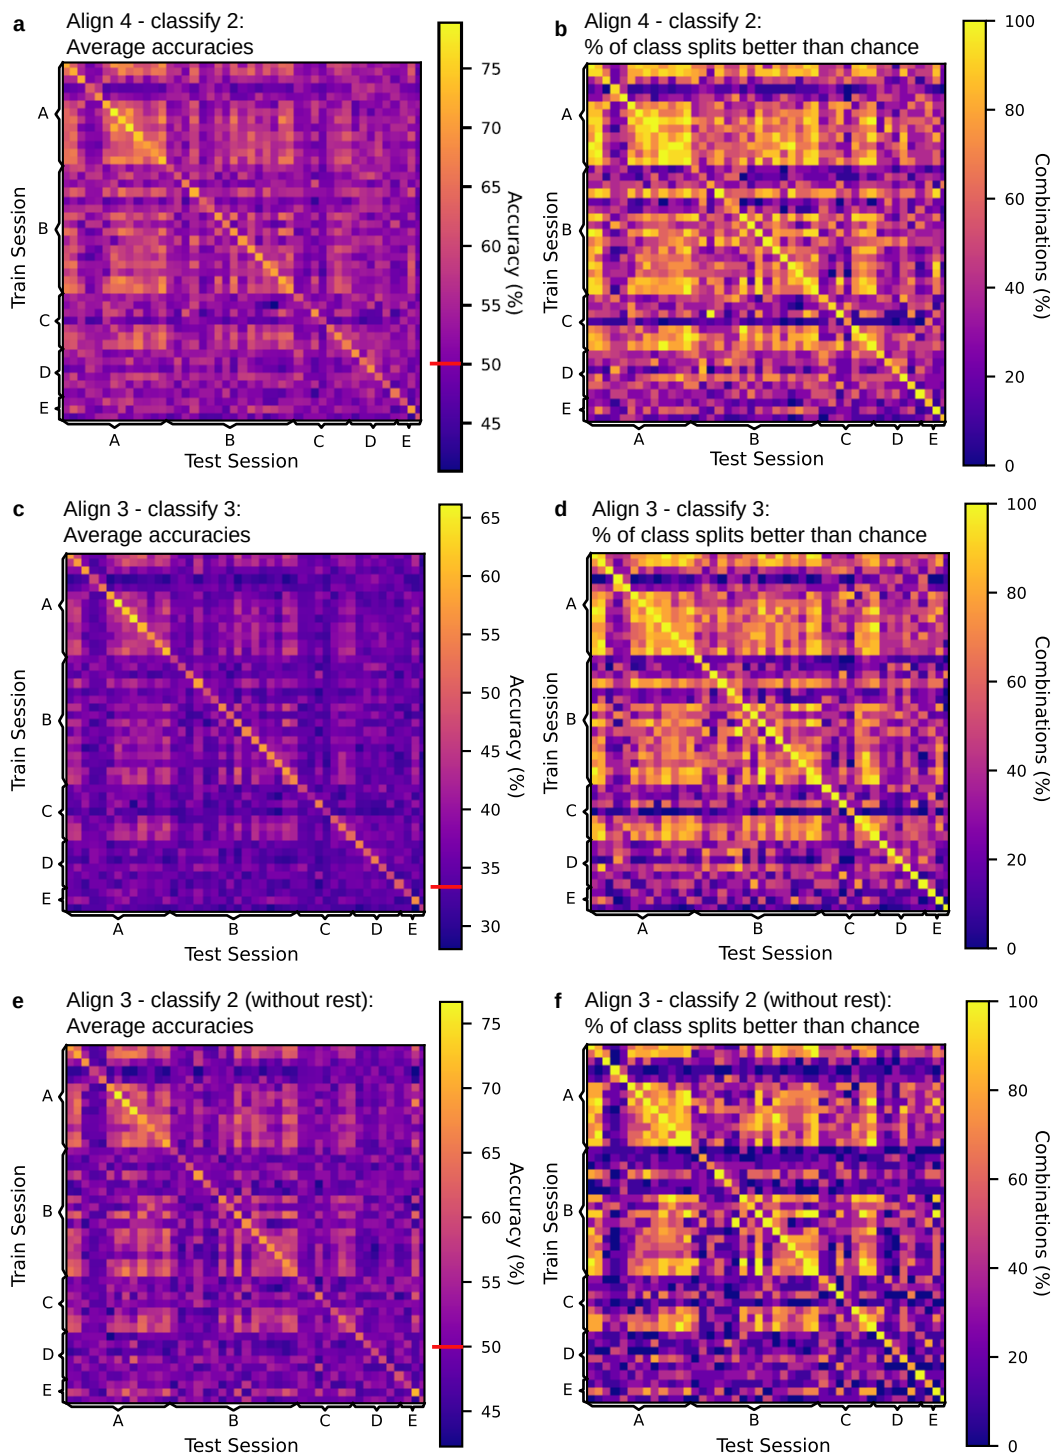 a
Align 4 - classify 2:
Average accuracies
Train Session
A
B
C
D
E
A
B
C
D
E
Test Session
75
70
65
60
55
50
45
Accuracy (%)
b
Align 4 - classify 2:
% of class splits better than chance
Train Session
A
B
C
D
E
A
B
C
D
E
Test Session
100
80
60
40
20
0
Combinations (%)
c
Align 3 - classify 3:
Average accuracies
Train Session
A
B
C
D
E
A
B
C
D
E
Test Session
65
60
55
50
45
40
35
30
Accuracy (%)
d
Align 3 - classify 3:
% of class splits better than chance
Train Session
A
B
C
D
E
A
B
C
D
E
Test Session
100
80
60
40
20
0
Combinations (%)
e
Align 3 - classify 2 (without rest):
Average accuracies
Train Session
A
B
C
D
E
A
B
C
D
E
Test Session
75
70
65
60
55
50
45
Accuracy (%)
f
Align 3 - classify 2 (without rest):
% of class splits better than chance
Train Session
A
B
C
D
E
A
B
C
D
E
Test Session
100
80
60
40
20
0
Combinations (%)